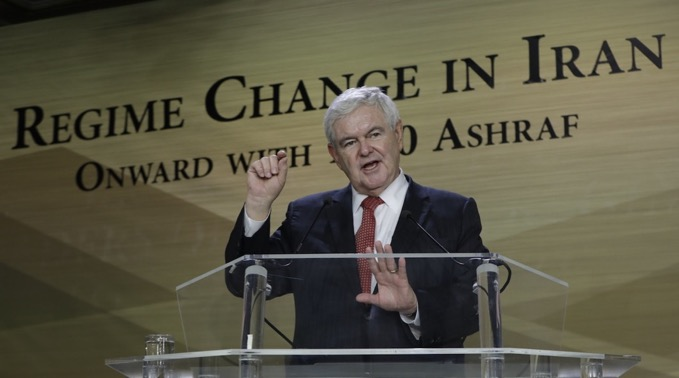 Regime Change in Iran
Onward with Ashraf